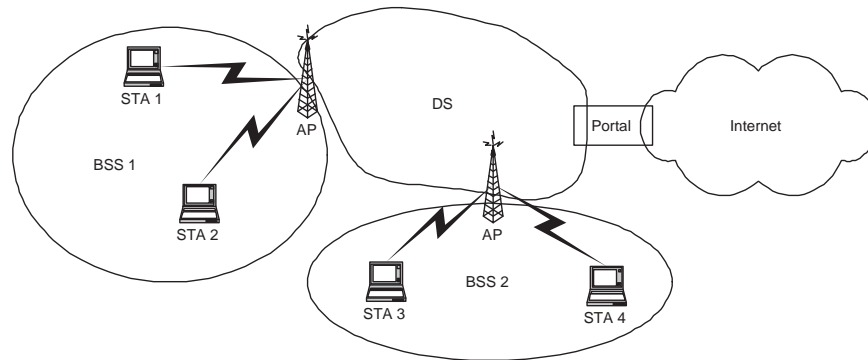 STA 1
AP
DS
Portal
Internet
BSS 1
STA 2
AP
BSS 2
STA 3
STA 4